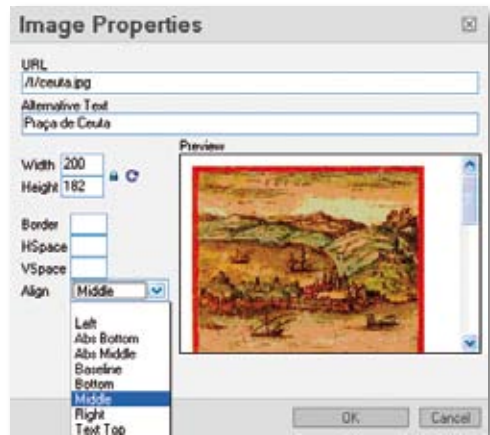 Image Properties
URL
/1/ceuta.jpg
Alternative Text
Praça de Ceuta
Width 200
Height 182
Preview
Border
HSpace
VSpace
Align Middle
Left
Abs Bottom
Abs Middle
Baseline
Bottom
Middle
Right
Text Top
OK Cancel